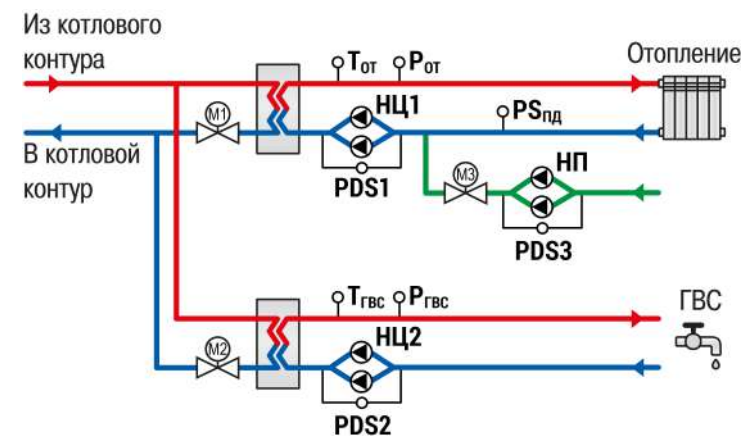 Из котлового
контура
Tот
Pот
Отопление
M1
НЦ1
PSпд
В котловой
контур
PDS1
M3
НП
PDS3
Tгвс
Pгвс
ГВС
M2
НЦ2
PDS2